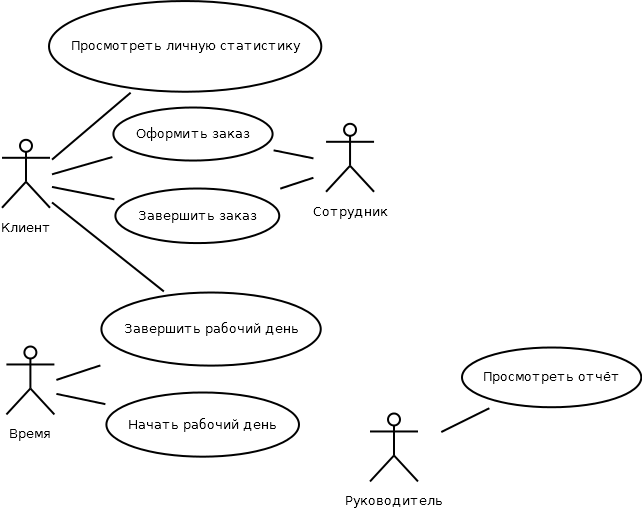 Просмотреть личную статистику
Оформить заказ
Сотрудник
Завершить заказ
Клиент
Завершить рабочий день
Просмотреть отчёт
Начать рабочий день
Время
Руководитель